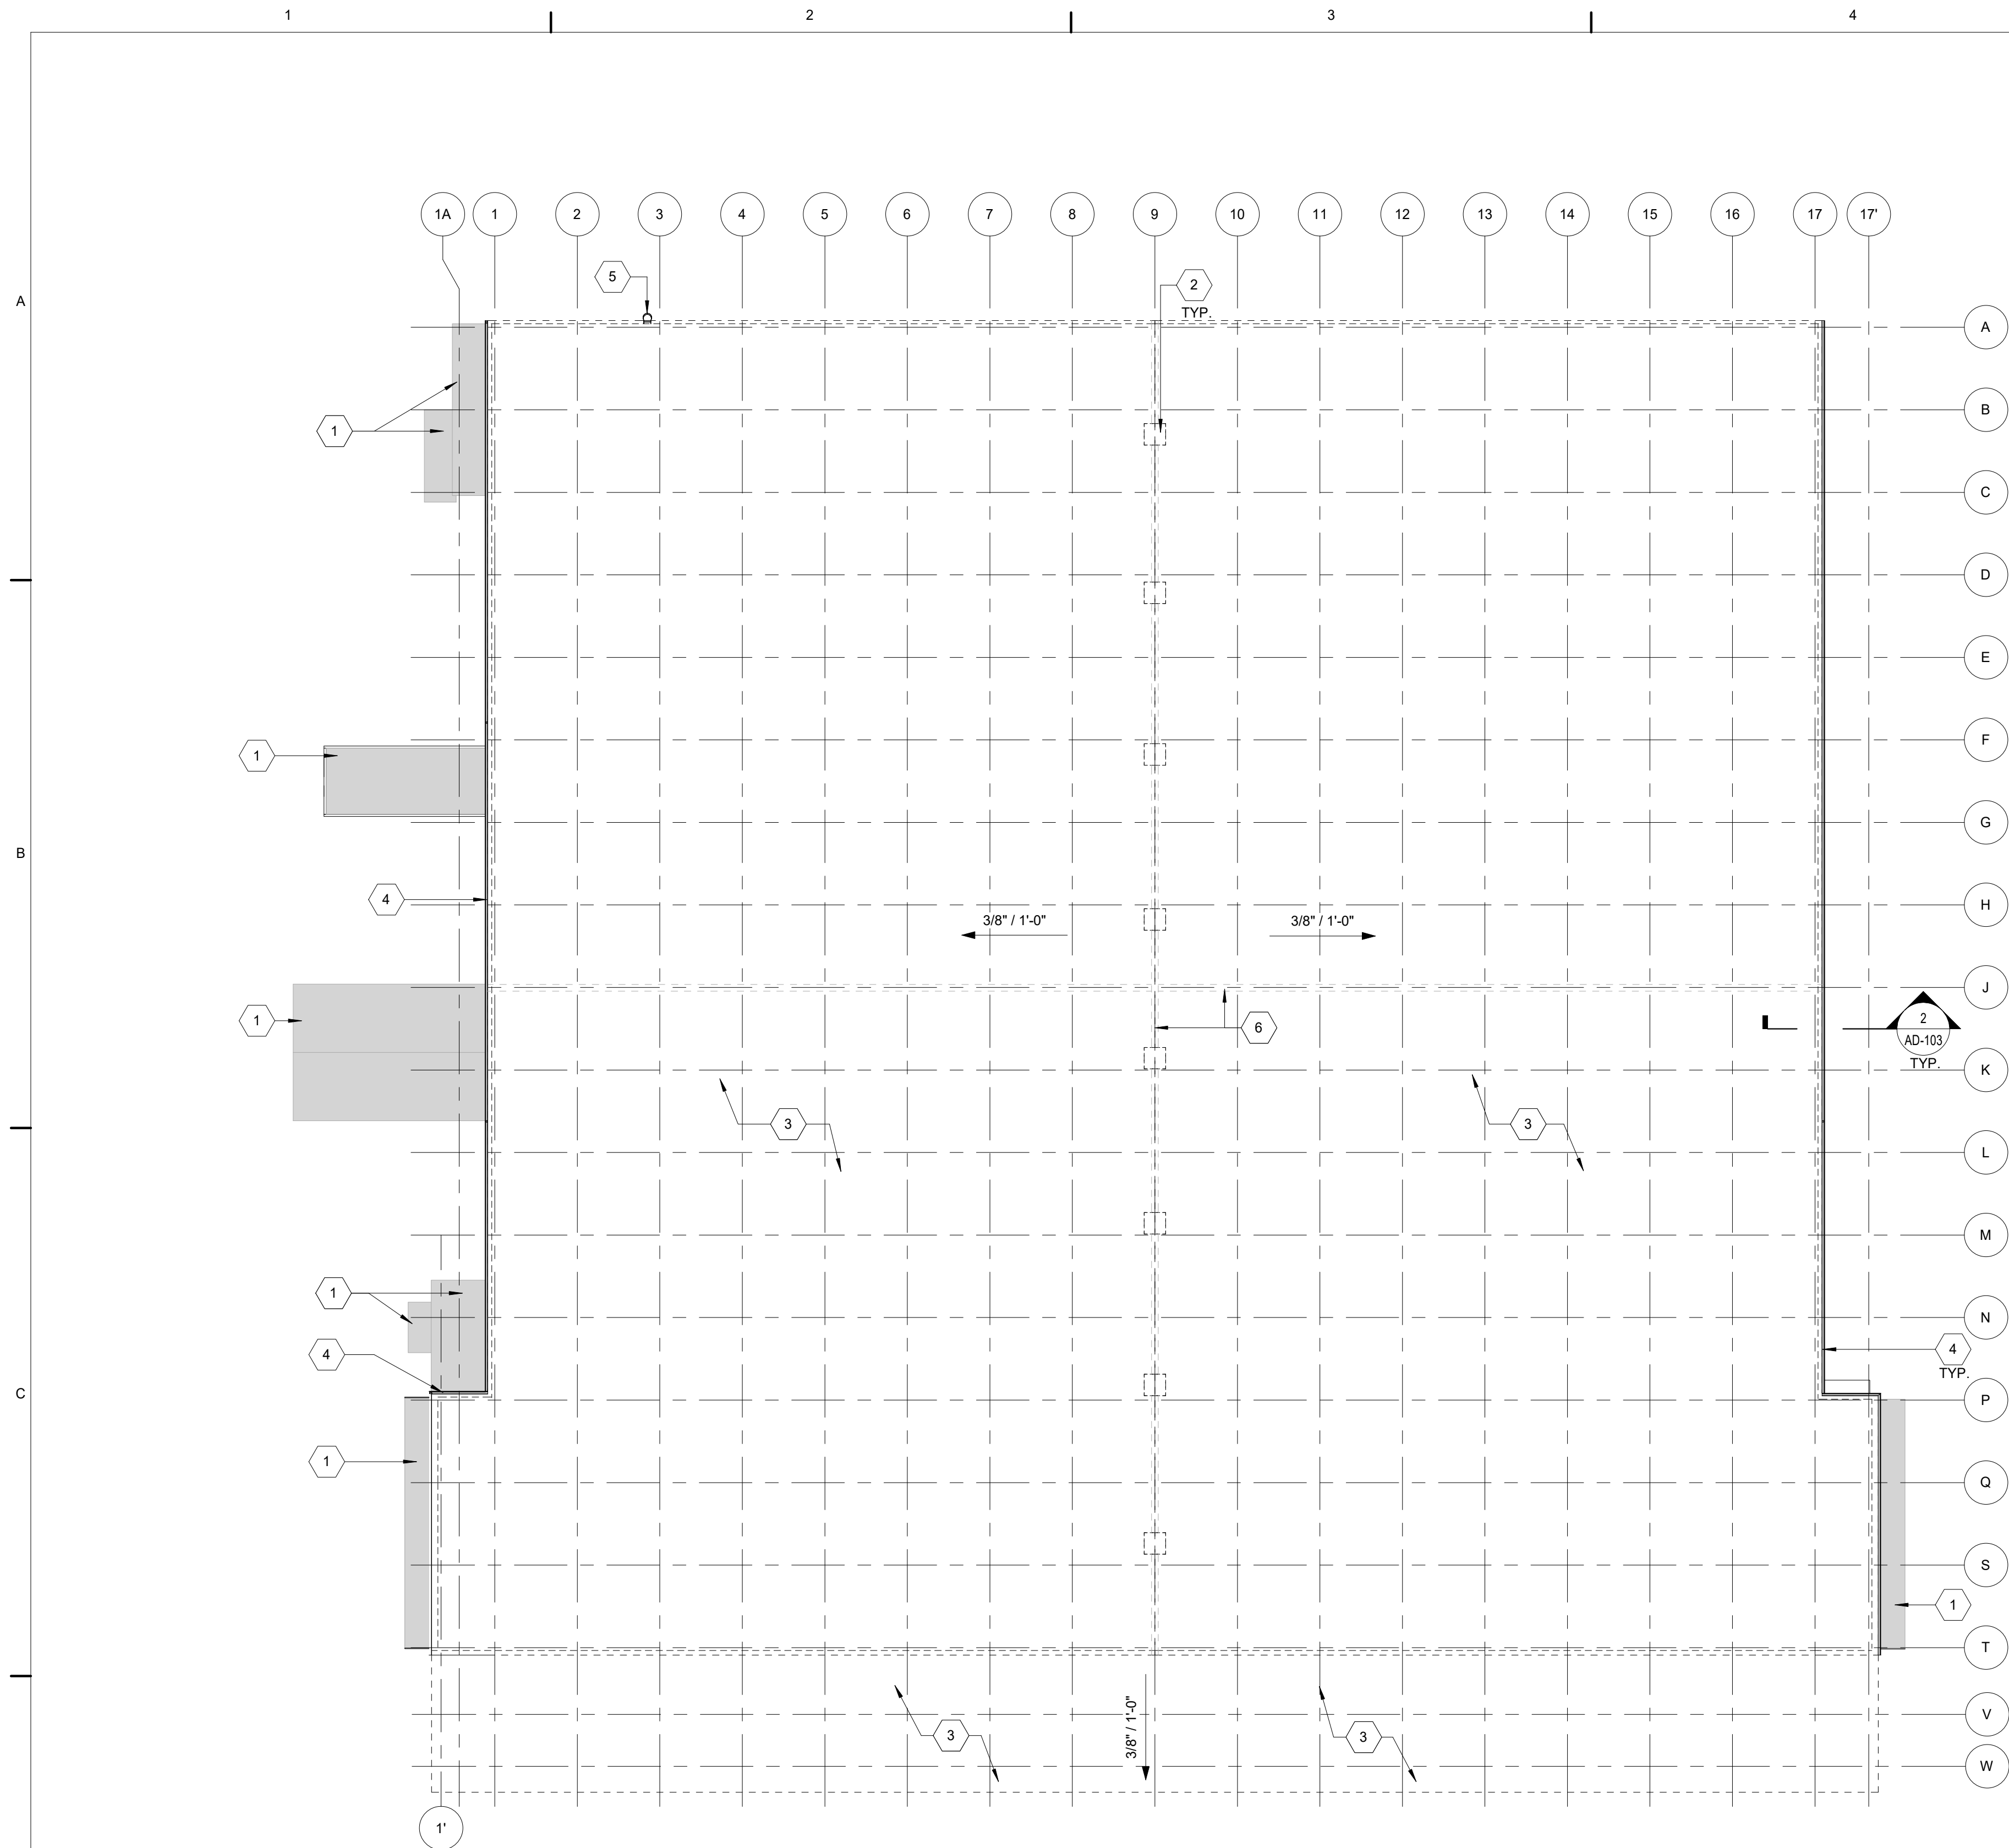 1 2 3 4
1A 1 2 3 4 5 6 7 8 9 10 11 12 13 14 15 16 17 17'
5
2
TYP.
A
A
B
1
C
D
E
F
1
G
B
4
H
3/8" / 1'-0" 3/8" / 1'-0"
J
1
6
2
AD-103
TYP.
K
3 3
L
M
1
N
4
4
TYP.
C
P
1
Q
S
1
T
3/8" / 1'-0"
V
3 3
W
1'